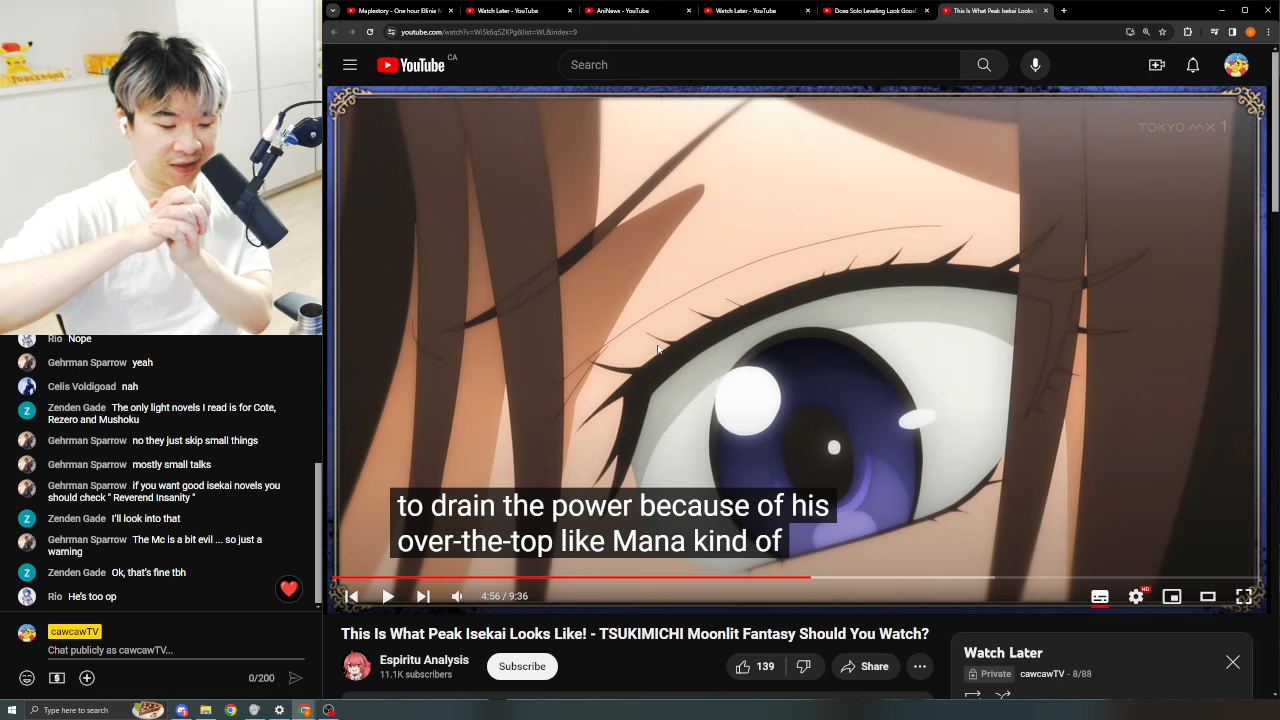 Maplestory - One hour Ellinia M
Watch Later - YouTube
AniNews - YouTube
Watch Later - YouTube
Does Solo Leveling Look Good?
This Is What Peak Isekai Looks
youtube.com/watch?v=Wi5k6q5ZKPg&list=WL&index=9
YouTube CA
Search
TOKYO MX 1
to drain the power because of his
over-the-top like Mana kind of
4:56 / 9:36
HD
This Is What Peak Isekai Looks Like! - TSUKIMICHI Moonlit Fantasy Should You Watch?
Espiritu Analysis
11.1K subscribers
Subscribe
139
Share
Watch Later
Private cawcawTV - 8/88
Rio Nope
Gehrman Sparrow yeah
Celis Voldigoad nah
Z
Zenden Gade The only light novels I read is for Cote,
Rezero and Mushoku
Gehrman Sparrow no they just skip small things
Gehrman Sparrow mostly small talks
Gehrman Sparrow if you want good isekai novels you
should check " Reverend Insanity "
Z
Zenden Gade I'll look into that
Gehrman Sparrow The Mc is a bit evil ... so just a
warning
Z
Zenden Gade Ok, that's fine tbh
Rio He's too op
cawcawTV
Chat publicly as cawcawTV...
0/200
Type here to search